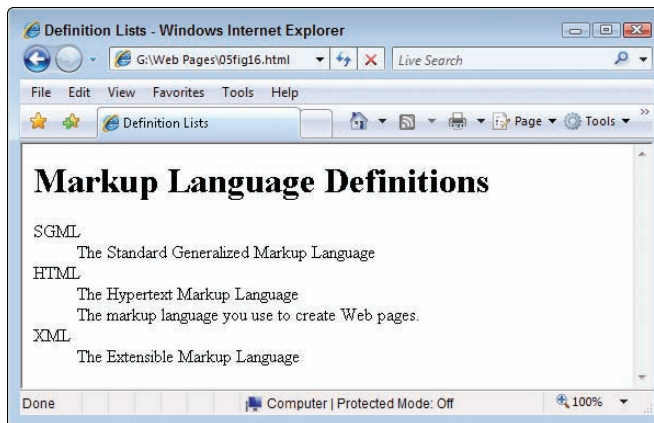 Definition Lists - Windows Internet Explorer
G:\Web Pages\05fig16.html Live Search
File Edit View Favorites Tools Help
Definition Lists Page Tools
Markup Language Definitions
SGML
The Standard Generalized Markup Language
HTML
The Hypertext Markup Language
The markup language you use to create Web pages.
XML
The Extensible Markup Language
Done Computer | Protected Mode: Off 100%